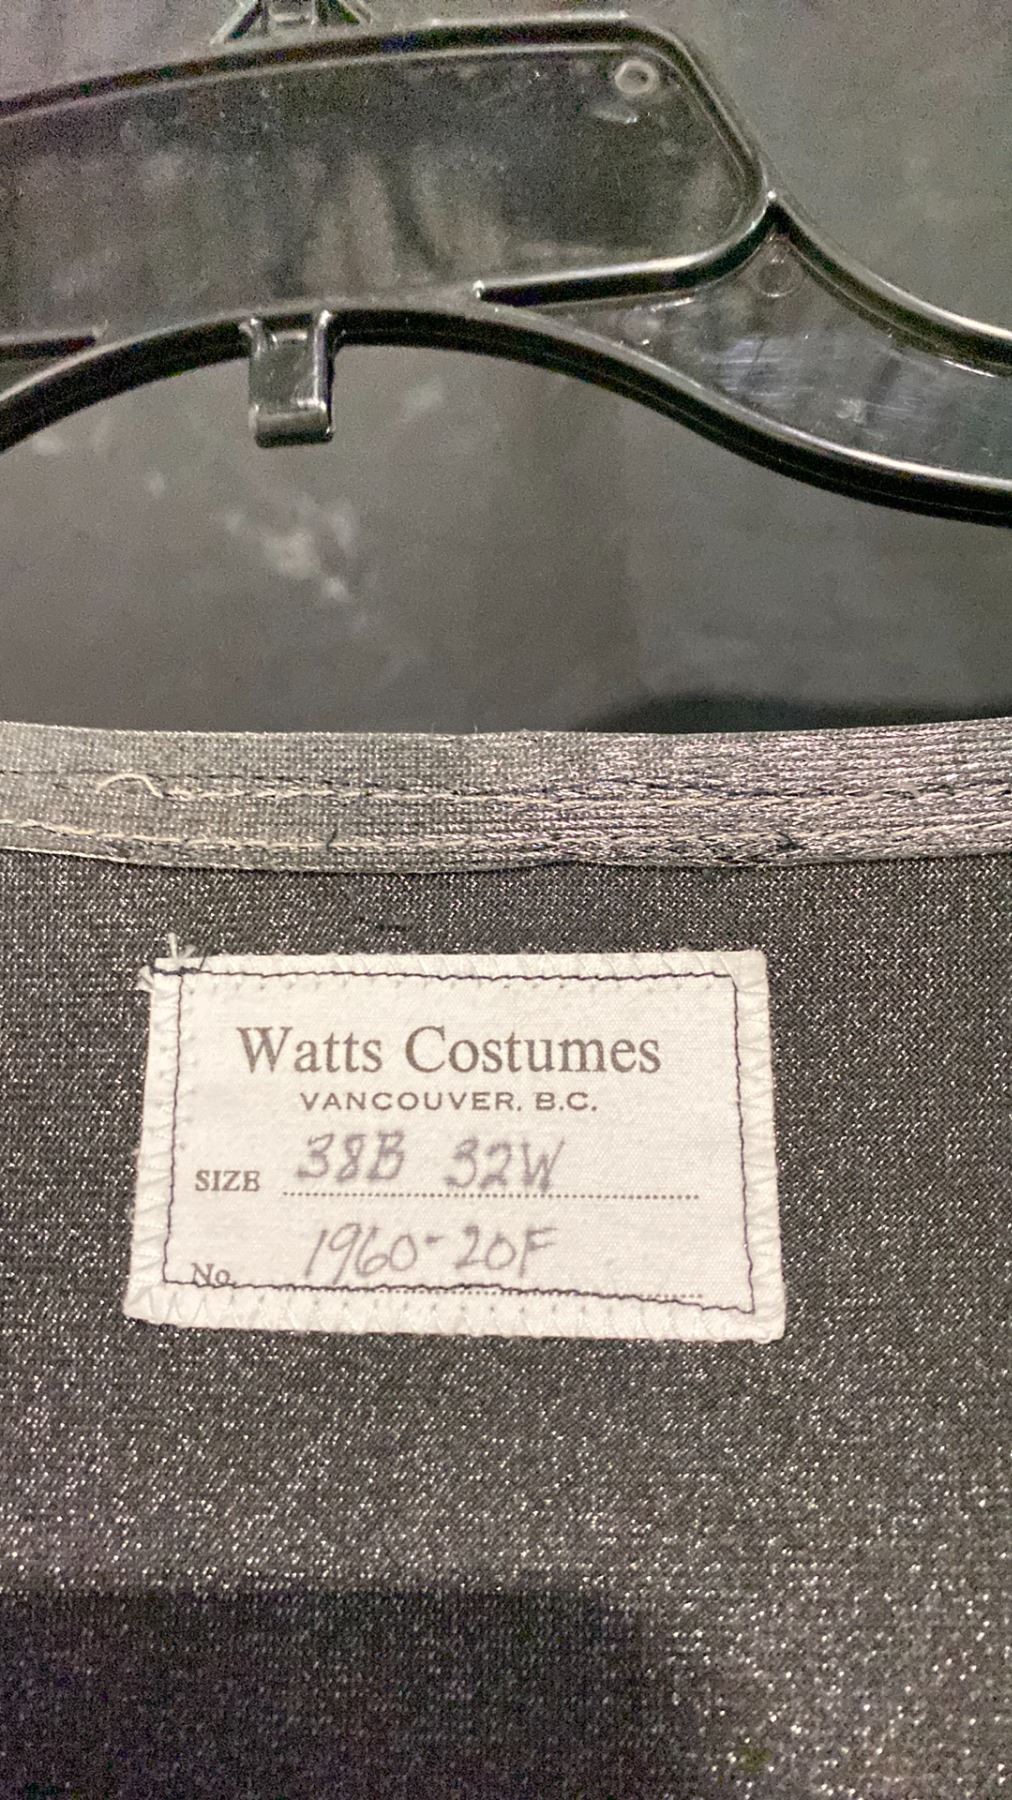 Watts Costumes
VANCOUVER, B.C.
SIZE 38B 32W
No. 1960-20F